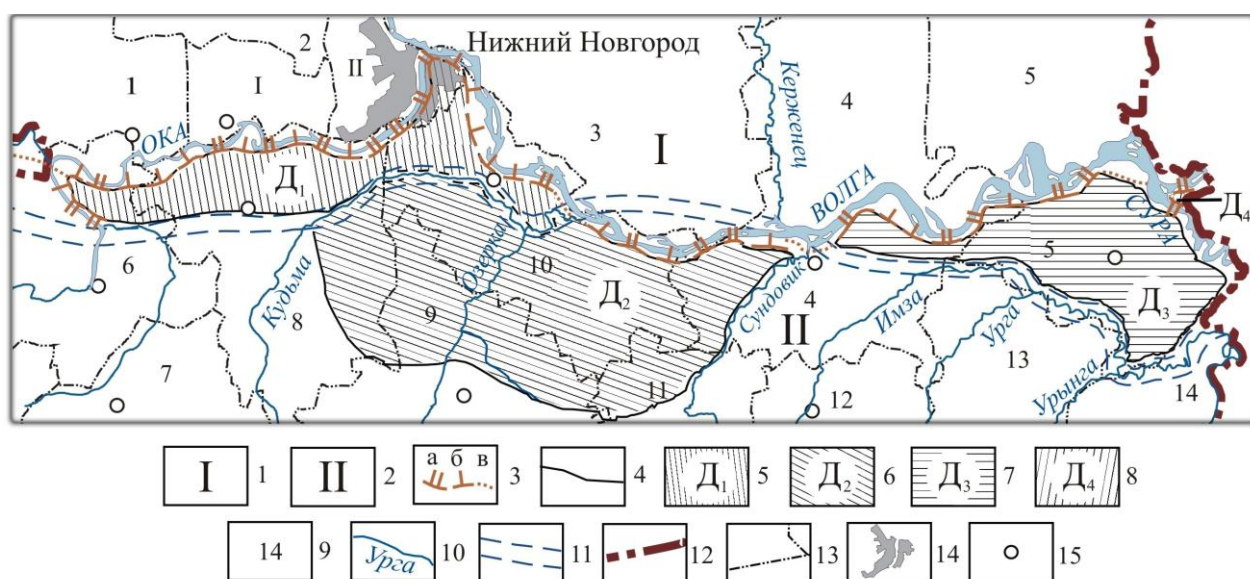 2
Нижний Новгород
1
I
II
5
ОКА
3
I
Керженец
4
Д₁
ВОЛГА
СУРА
Д₄
6
Кудьма
Озерки
10
5
8
9
Д₂
Сундовик
4
Имза
Д₃
II
Урга
13
7
11
12
Урынга
14
I 1 II 2 а б в 3 4 Д₁ 5 Д₂ 6 Д₃ 7 Д₄ 8
14 9 Урга 10 11 12 13 14 15